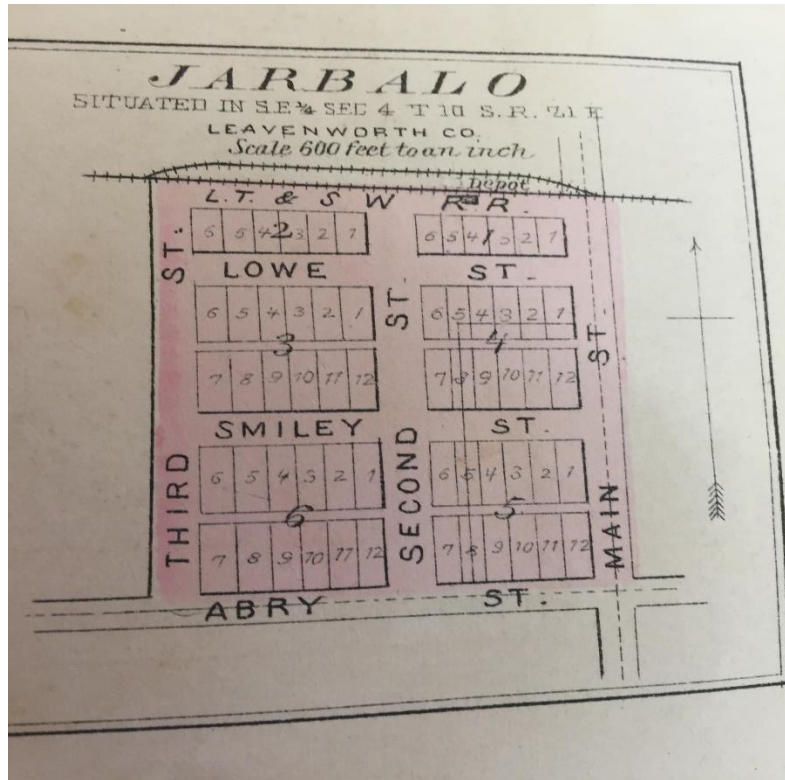 JARBALO
SITUATED IN S.E¼ SEC 4 T 10 S. R. 21 E
LEAVENWORTH CO.
Scale 600 feet to an inch
Depot
L. T. & S W R. R.
6 5 4 3 2 1
2
6 5 4 3 2 1
1
LOWE ST.
6 5 4 3 2 1
3
7 8 9 10 11 12
6 5 4 3 2 1
4
7 8 9 10 11 12
SMILEY ST.
6 5 4 3 2 1
6
7 8 9 10 11 12
6 5 4 3 2 1
5
7 8 9 10 11 12
ABRY ST.
THIRD ST.
SECOND ST.
MAIN ST.